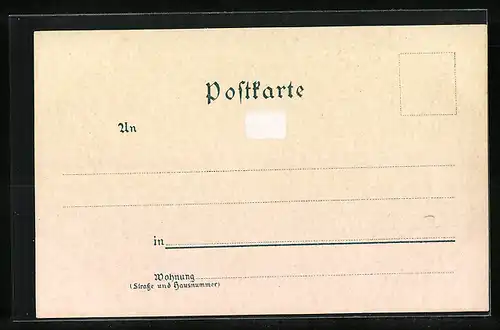 Poſtkarte
An
in
Wohnung
(Straße und Hausnummer)